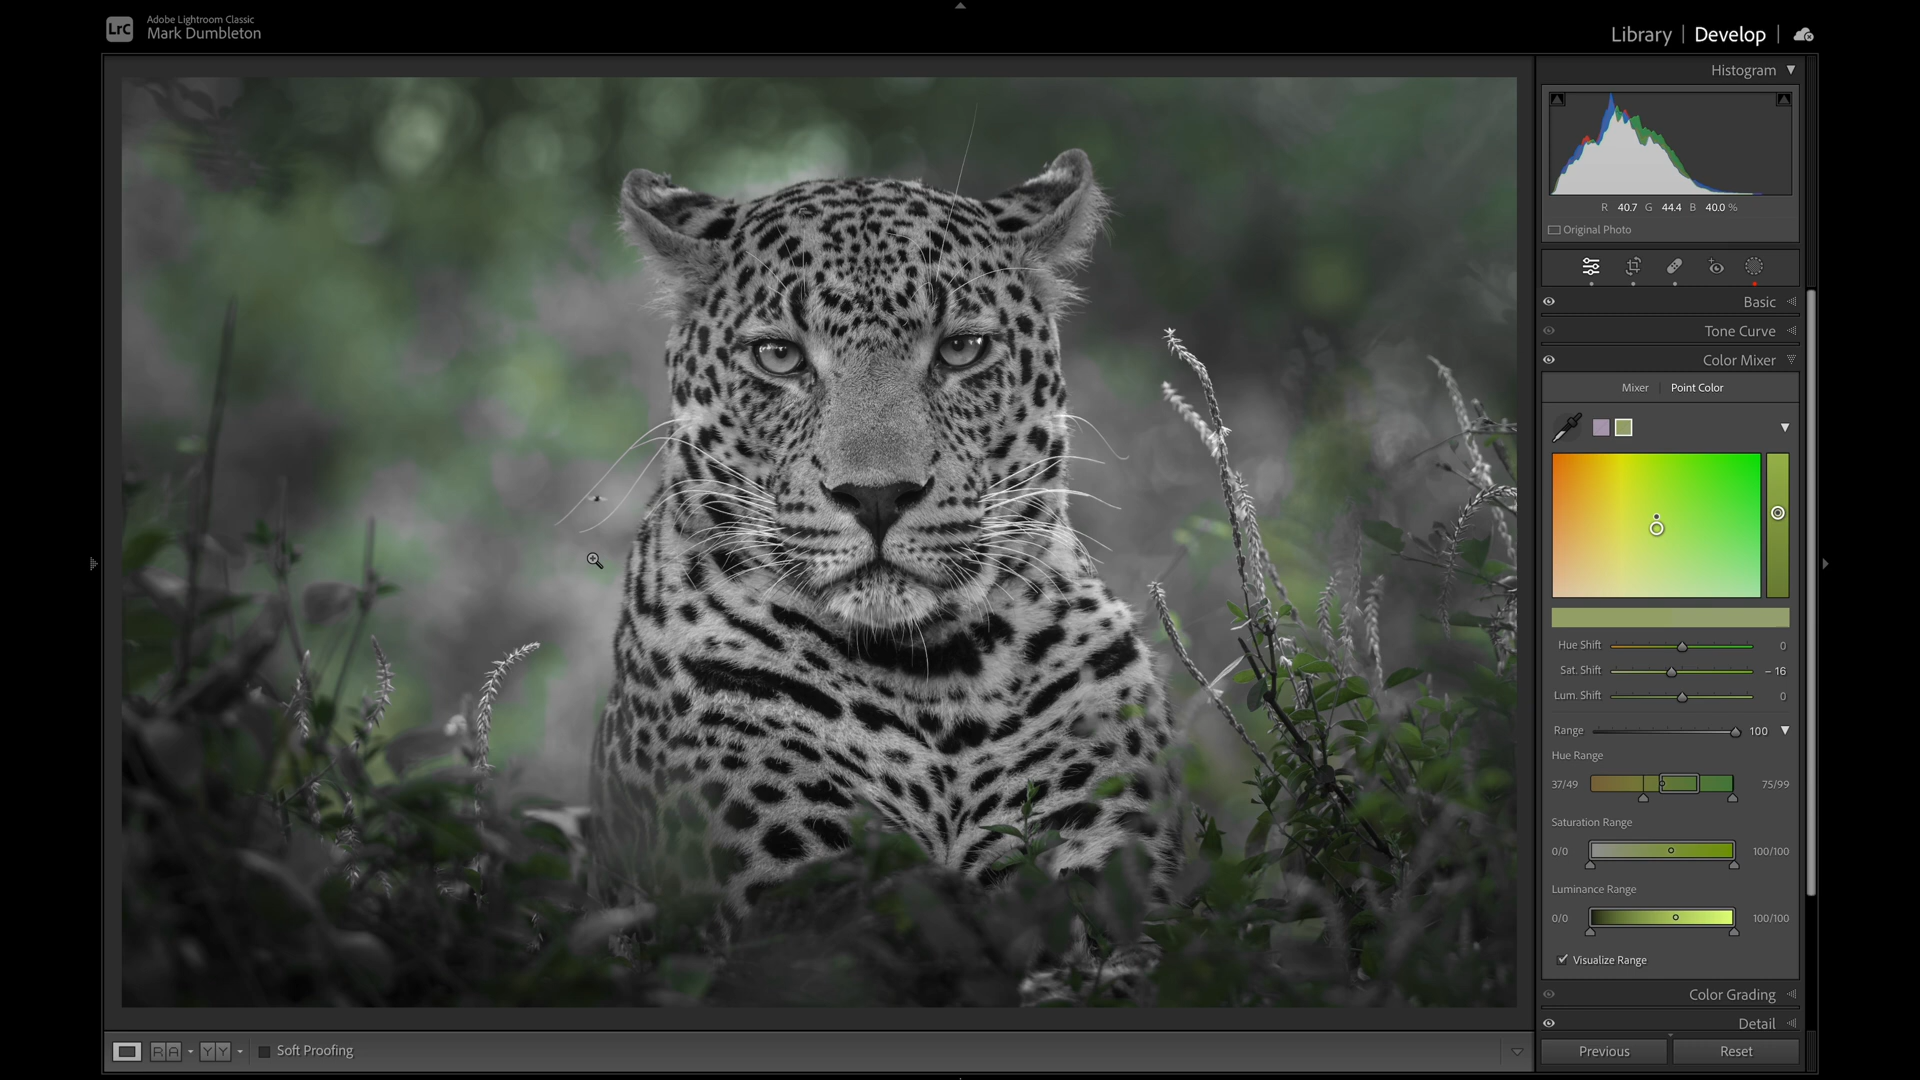 LrC
Adobe Lightroom Classic
Mark Dumbleton
Library | Develop |
Histogram
R 40.7 G 44.4 B 40.0 %
Original Photo
Basic
Tone Curve
Color Mixer
Mixer | Point Color
Hue Shift 0
Sat. Shift – 16
Lum. Shift 0
Range 100
Hue Range
37/49 75/99
Saturation Range
0/0 100/100
Luminance Range
0/0 100/100
Visualize Range
Color Grading
Detail
R A Y Y Soft Proofing
Previous Reset